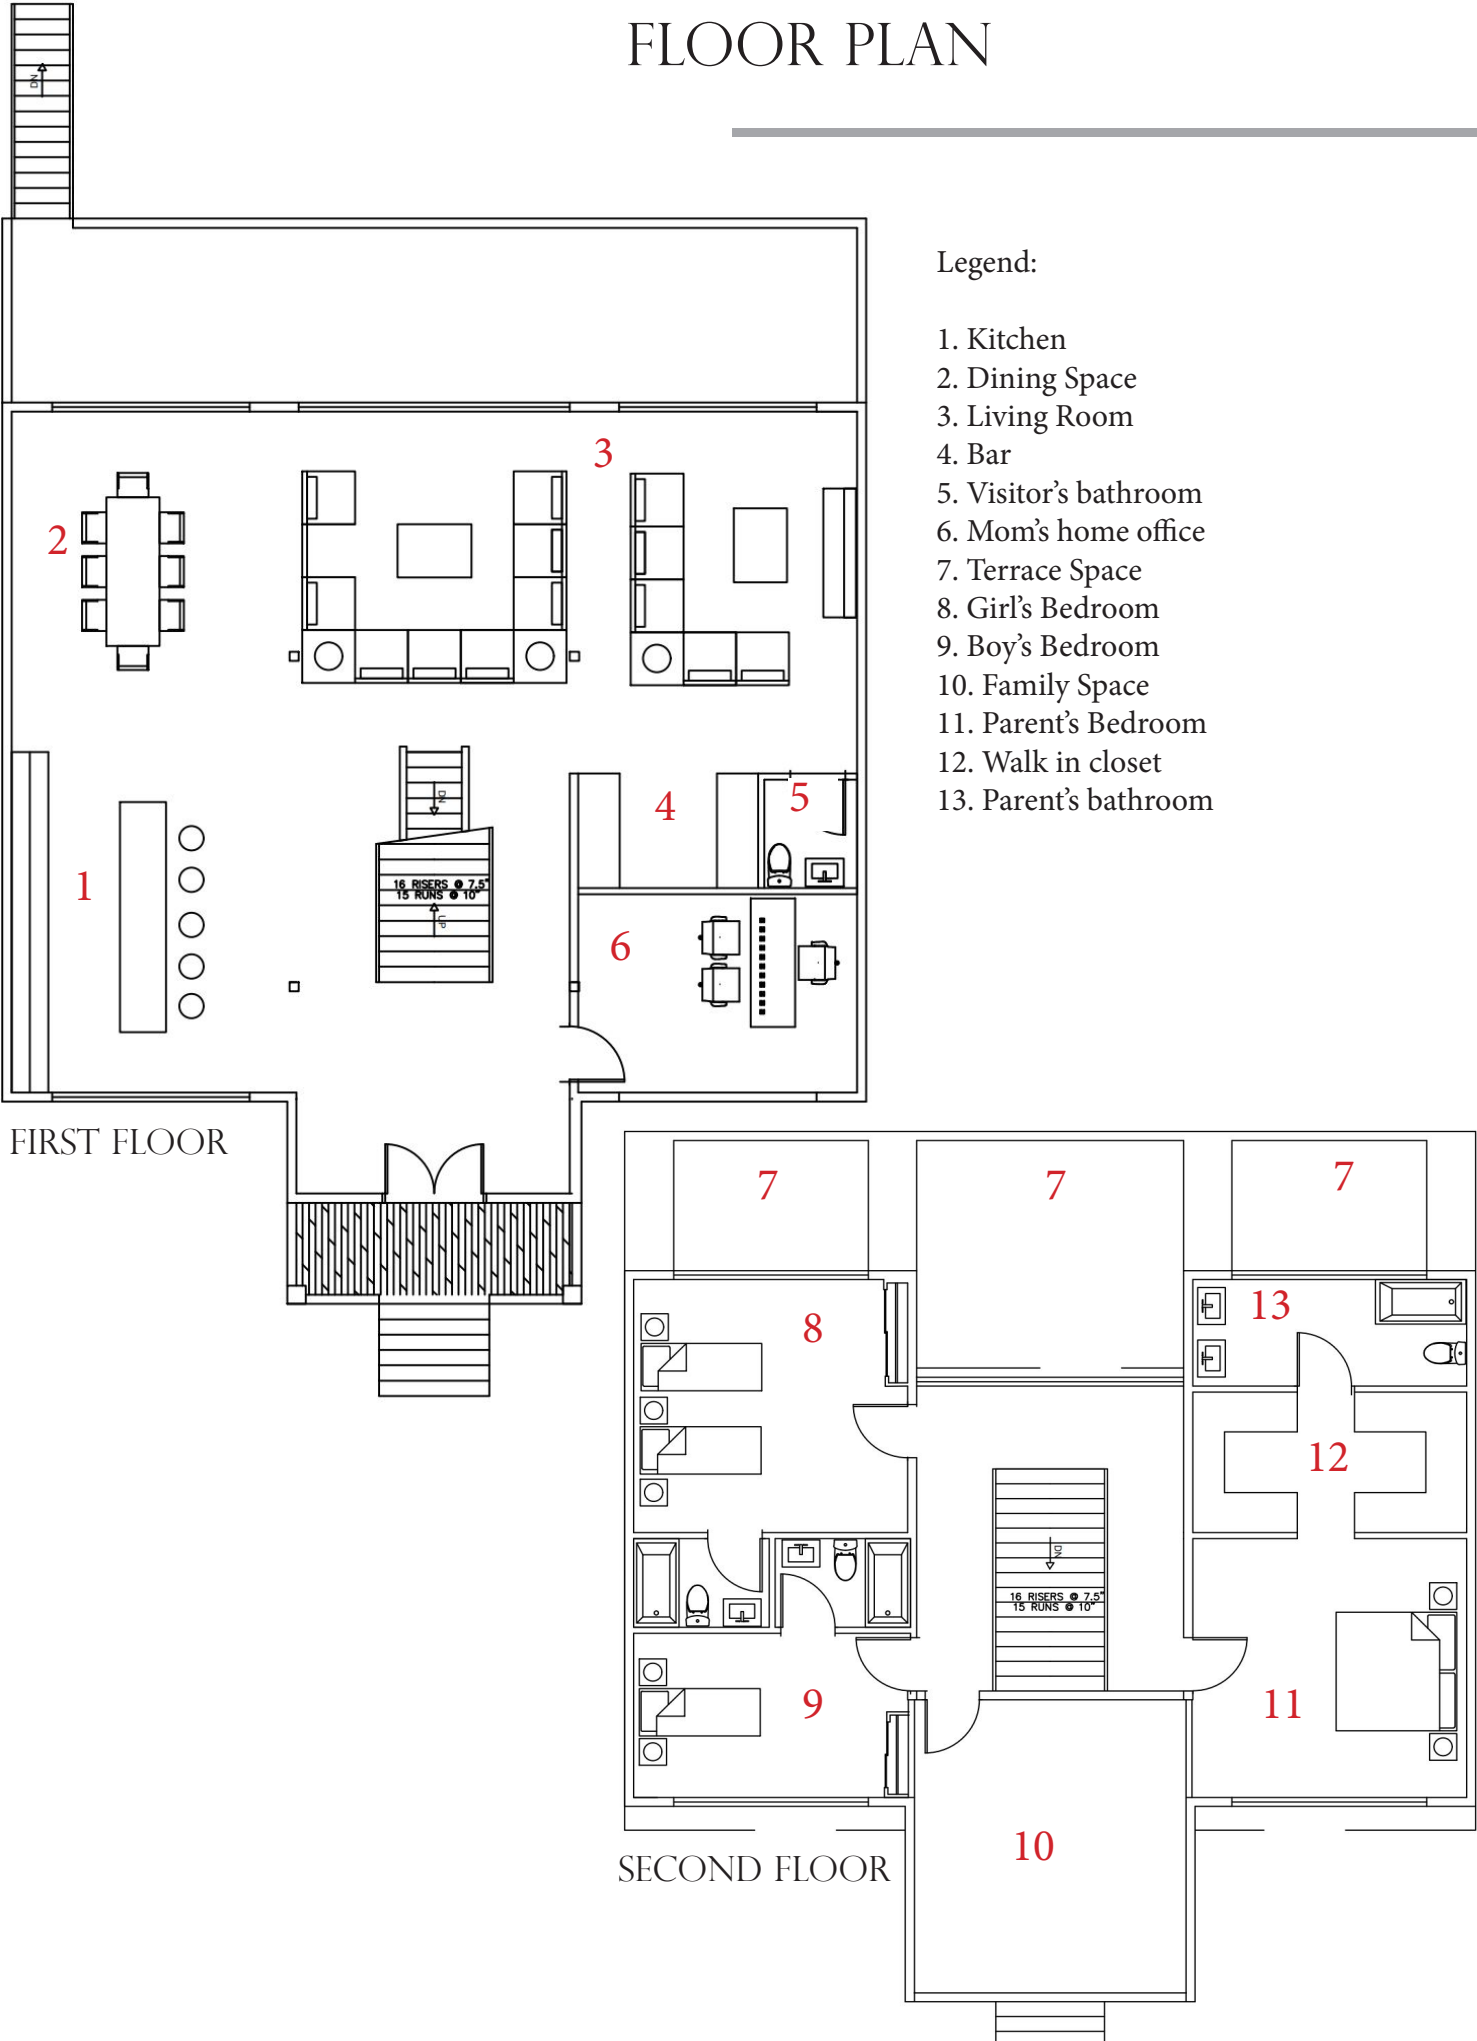 FLOOR PLAN
DN
Legend:
1. Kitchen
2. Dining Space
3. Living Room
4. Bar
5. Visitor's bathroom
6. Mom's home office
7. Terrace Space
8. Girl's Bedroom
9. Boy's Bedroom
10. Family Space
11. Parent's Bedroom
12. Walk in closet
13. Parent's bathroom
3
2
DN
4
5
1
16 RISERS @ 7.5"
15 RUNS @ 10"
UP
6
FIRST FLOOR
7
7
7
8
13
12
DN
16 RISERS @ 7.5"
15 RUNS @ 10"
9
11
10
SECOND FLOOR